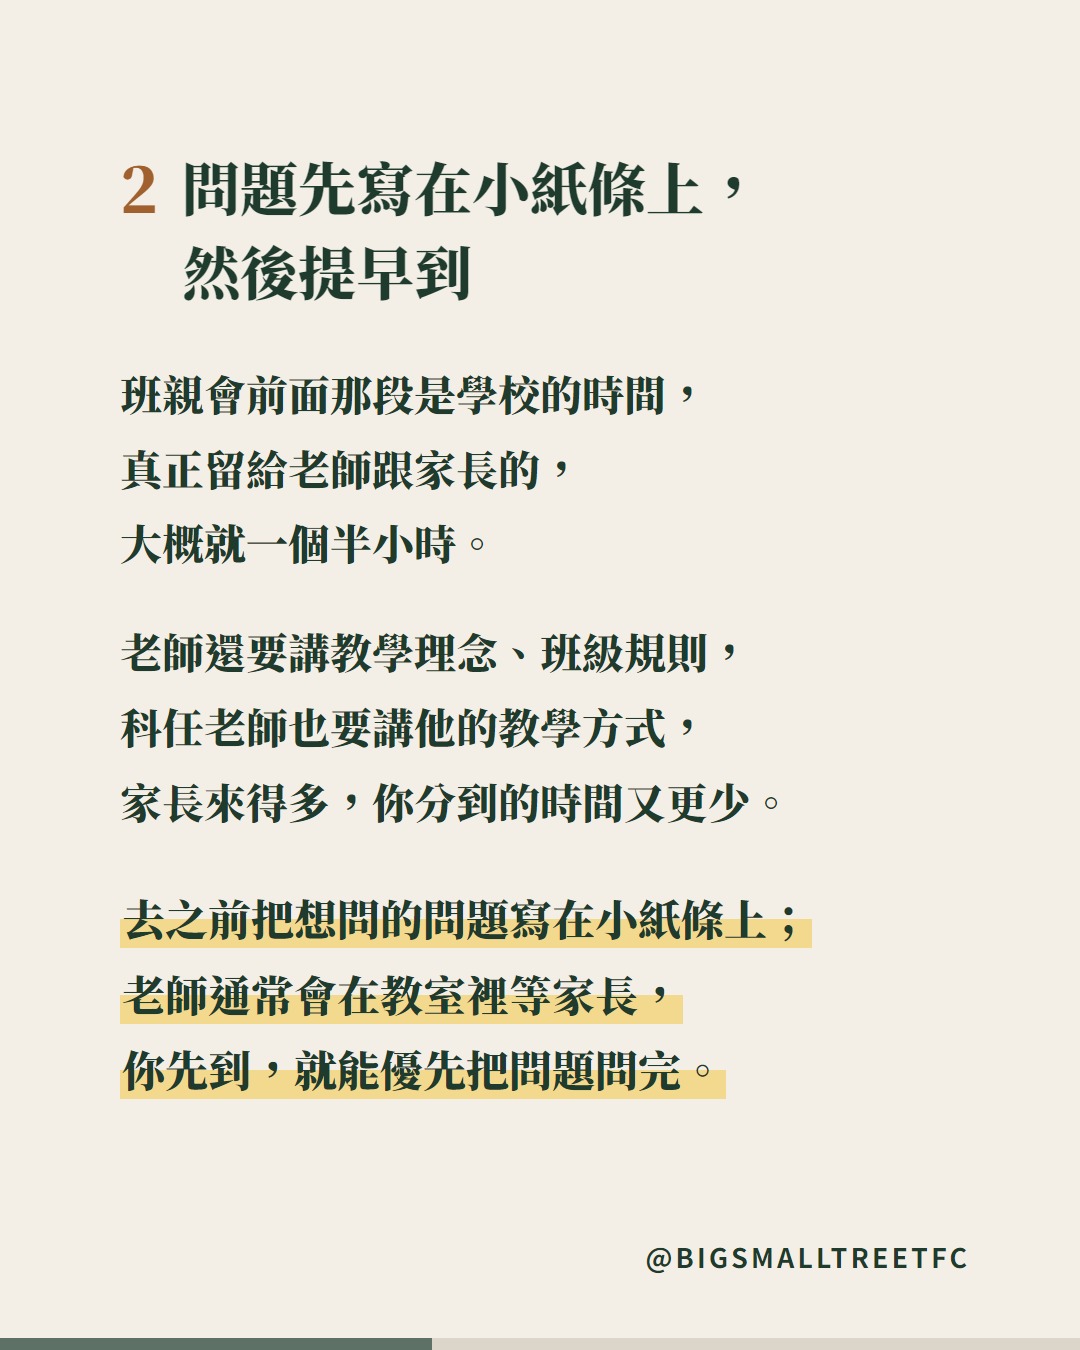 2 問題先寫在小紙條上，
然後提早到
班親會前面那段是學校的時間，
真正留給老師跟家長的，
大概就一個半小時。
老師還要講教學理念、班級規則，
科任老師也要講他的教學方式，
家長來得多，你分到的時間又更少。
去之前把想問的問題寫在小紙條上；
老師通常會在教室裡等家長，
你先到，就能優先把問題問完。
@BIGSMALLTREETFC